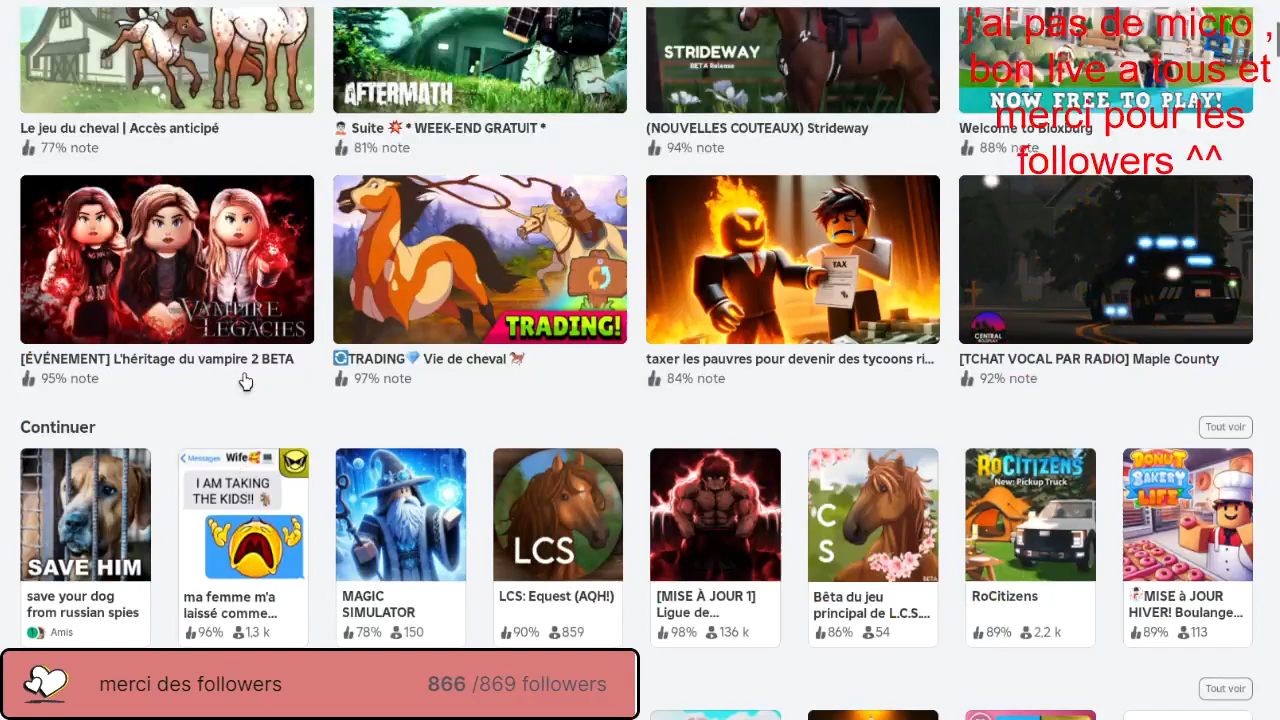 j'ai pas de micro ,
bon live a tous et
merci pour les
followers ^^
AFTERMATH
STRIDEWAY
BETA Release
NOW FREE TO PLAY!
Le jeu du cheval | Accès anticipé
Suite 💥 * WEEK-END GRATUIT *
(NOUVELLES COUTEAUX) Strideway
Welcome to Bloxburg
77% note
81% note
94% note
88% note
VAMPIRE
LEGACIES
TRADING!
TAX
CENTRAL
[ÉVÉNEMENT] L'héritage du vampire 2 BETA
🔄TRADING💎 Vie de cheval 🐎
taxer les pauvres pour devenir des tycoons ri...
[TCHAT VOCAL PAR RADIO] Maple County
95% note
97% note
84% note
92% note
Continuer
Tout voir
SAVE HIM
Messages Wife🥰 💻
I AM TAKING
THE KIDS!!
LCS
L
C
S
BETA
ROCITIZENS
New: Pickup Truck
DONUT
BAKERY
LIFE
save your dog
from russian spies
Amis
ma femme m'a
laissé comme...
96% 1,3 k
MAGIC
SIMULATOR
78% 150
LCS: Equest (AQH!)
90% 859
[MISE À JOUR 1]
Ligue de...
98% 136 k
Bêta du jeu
principal de L.C.S....
86% 54
RoCitizens
89% 2,2 k
⛄MISE à JOUR
HIVER! Boulange...
89% 113
merci des followers 866 /869 followers
Tout voir